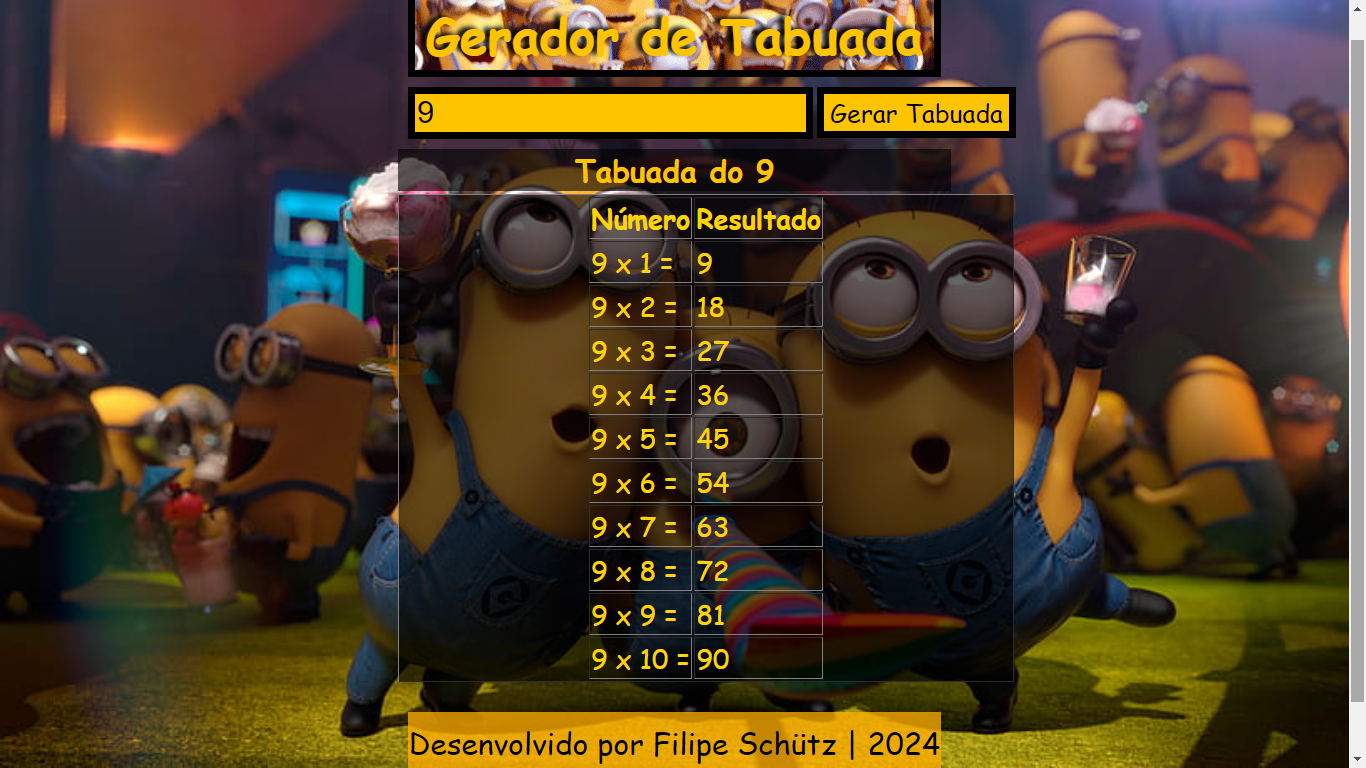 Gerador de Tabuada
9 Gerar Tabuada
Tabuada do 9
Número Resultado
9 x 1 = 9
9 x 2 = 18
9 x 3 = 27
9 x 4 = 36
9 x 5 = 45
9 x 6 = 54
9 x 7 = 63
9 x 8 = 72
9 x 9 = 81
9 x 10 = 90
Desenvolvido por Filipe Schütz | 2024